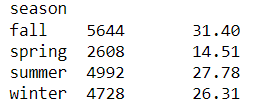 season
fall 5644 31.40
spring 2608 14.51
summer 4992 27.78
winter 4728 26.31